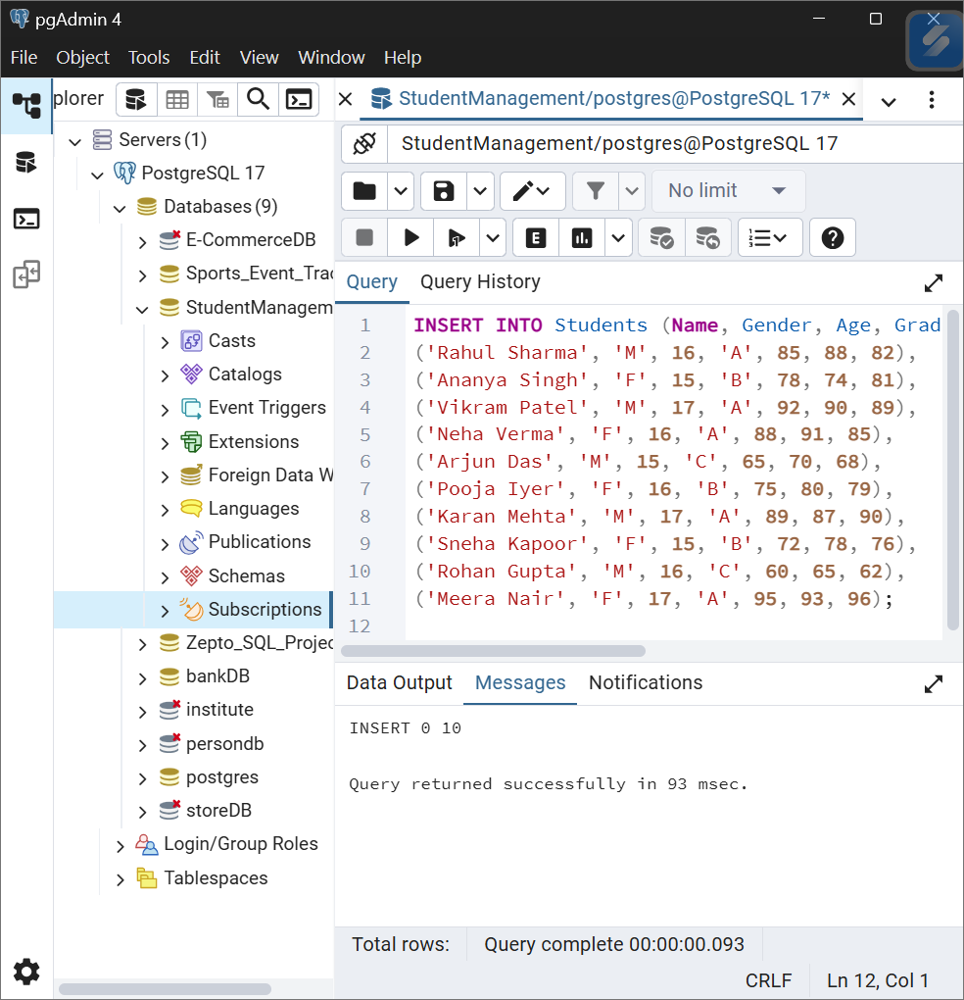 pgAdmin 4
File Object Tools Edit View Window Help
plorer
StudentManagement/postgres@PostgreSQL 17*
Servers (1)
PostgreSQL 17
Databases (9)
E-CommerceDB
Sports_Event_Trac
StudentManagem
Casts
Catalogs
Event Triggers
Extensions
Foreign Data W
Languages
Publications
Schemas
Subscriptions
Zepto_SQL_Projec
bankDB
institute
persondb
postgres
storeDB
Login/Group Roles
Tablespaces
StudentManagement/postgres@PostgreSQL 17
No limit
E
Query Query History
1 INSERT INTO Students (Name, Gender, Age, Grad
2 ('Rahul Sharma', 'M', 16, 'A', 85, 88, 82),
3 ('Ananya Singh', 'F', 15, 'B', 78, 74, 81),
4 ('Vikram Patel', 'M', 17, 'A', 92, 90, 89),
5 ('Neha Verma', 'F', 16, 'A', 88, 91, 85),
6 ('Arjun Das', 'M', 15, 'C', 65, 70, 68),
7 ('Pooja Iyer', 'F', 16, 'B', 75, 80, 79),
8 ('Karan Mehta', 'M', 17, 'A', 89, 87, 90),
9 ('Sneha Kapoor', 'F', 15, 'B', 72, 78, 76),
10 ('Rohan Gupta', 'M', 16, 'C', 60, 65, 62),
11 ('Meera Nair', 'F', 17, 'A', 95, 93, 96);
12
Data Output Messages Notifications
INSERT 0 10
Query returned successfully in 93 msec.
Total rows: Query complete 00:00:00.093
CRLF Ln 12, Col 1